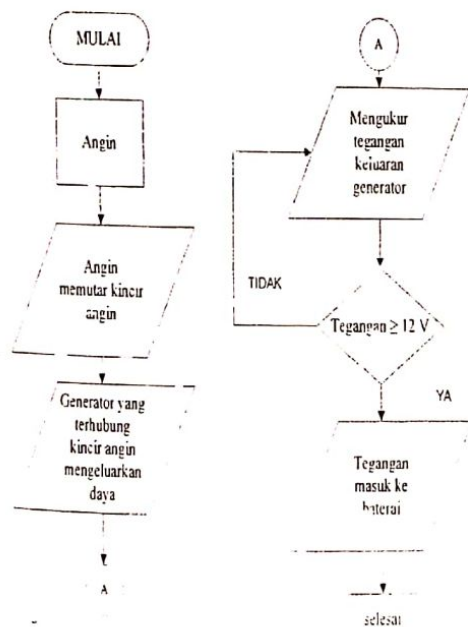 MULAI
Angin
Angin
memutar kincir
angin
Generator yang
terhubung
kincir angin
mengeluarkan
daya
A
A
Mengukur
tegangan
keluaran
generator
TIDAK
Tegangan ≥ 12 V
YA
Tegangan
masuk ke
baterai
selesai